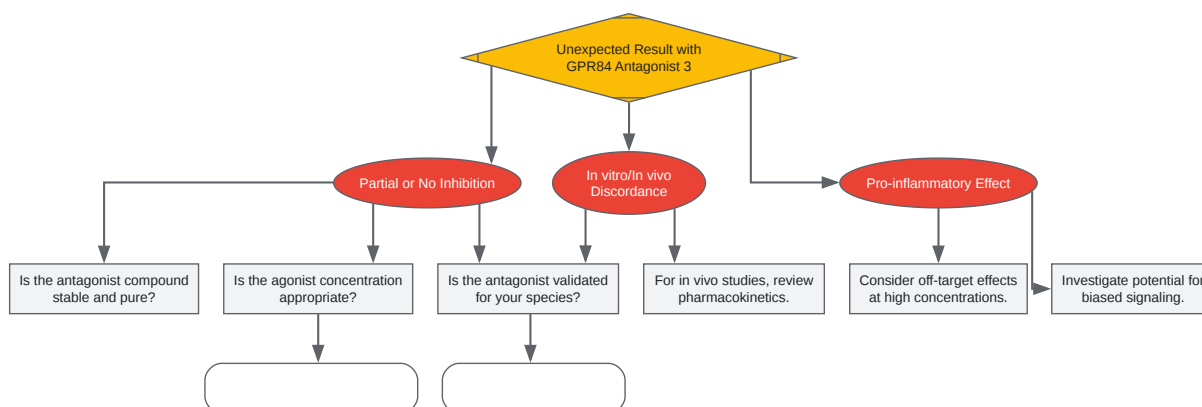 Unexpected Result with
GPR84 Antagonist 3
Partial or No Inhibition
In vitro/In vivo
Discordance
Pro-inflammatory Effect
Is the antagonist compound
stable and pure?
Is the agonist concentration
appropriate?
Is the antagonist validated
for your species?
For in vivo studies, review
pharmacokinetics.
Consider off-target effects
at high concentrations.
Investigate potential for
biased signaling.